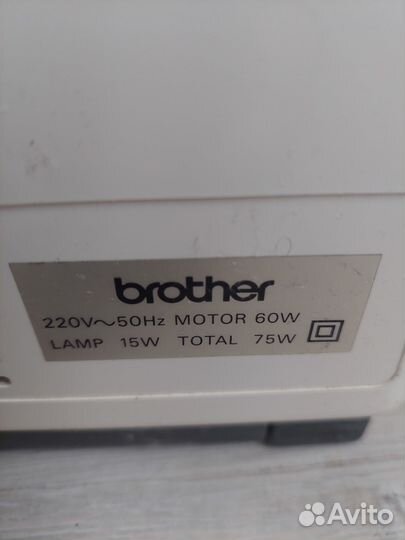 brother
220V~50Hz MOTOR 60W
LAMP 15W TOTAL 75W
Avito